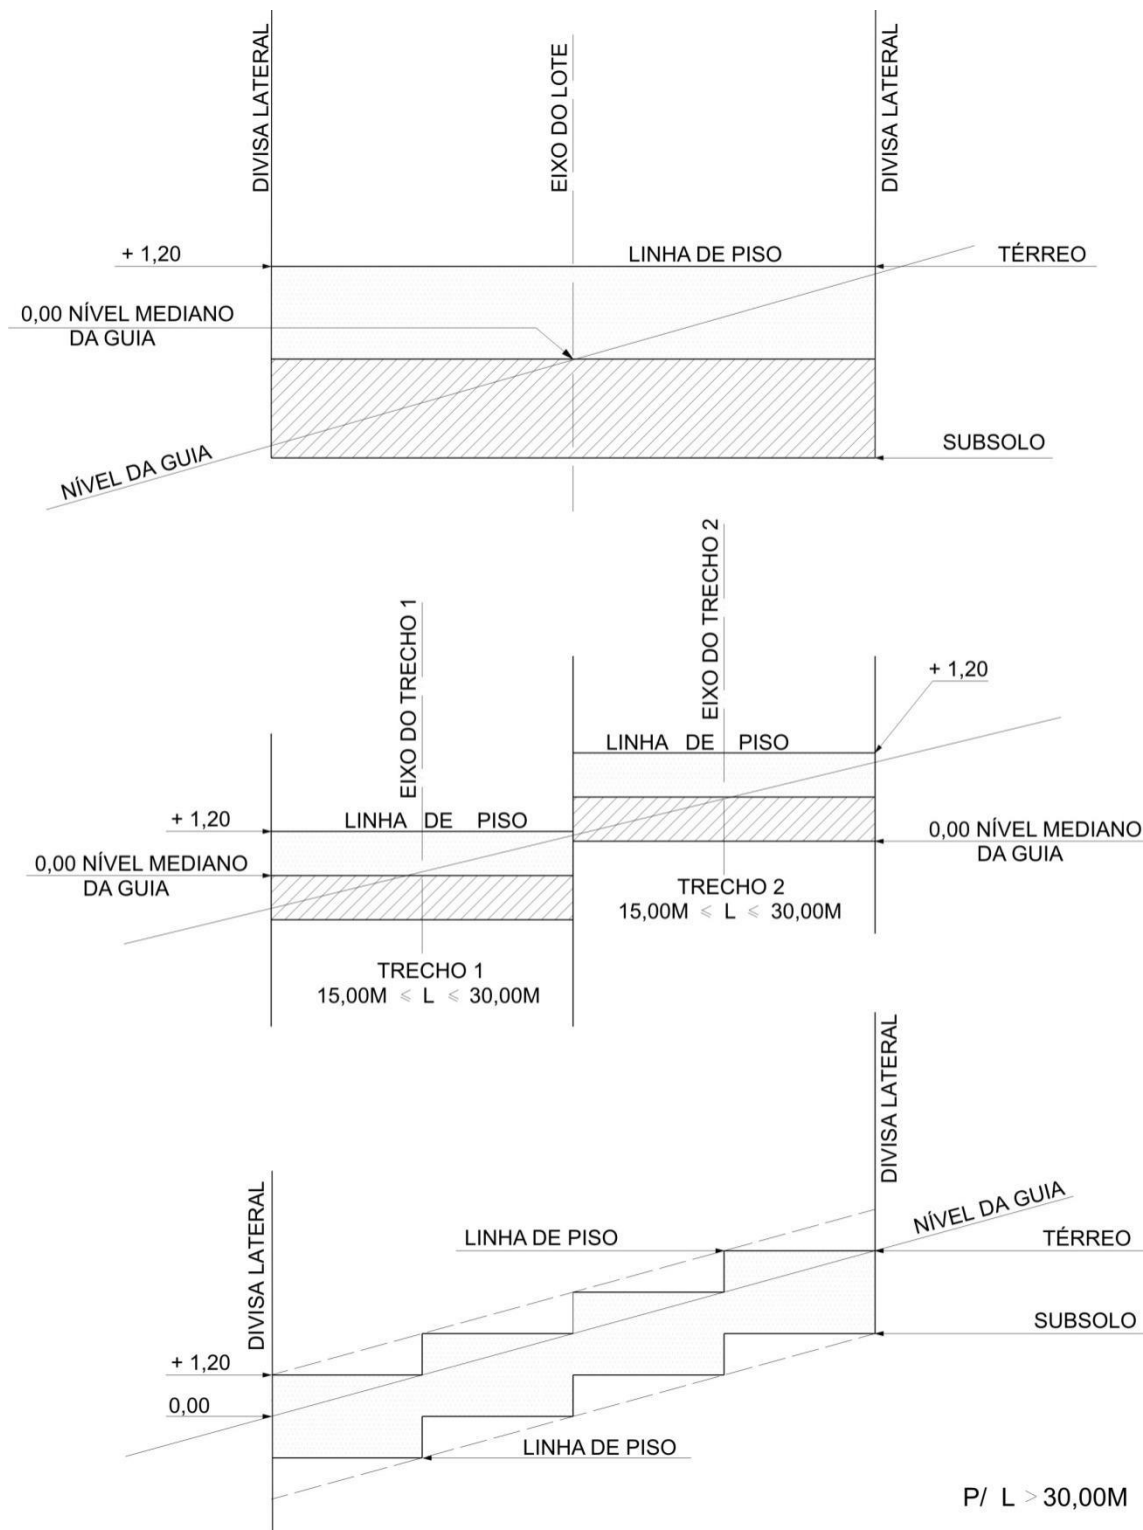 DIVISA LATERAL
EIXO DO LOTE
DIVISA LATERAL
+ 1,20
LINHA DE PISO
TÉRREO
0,00 NÍVEL MEDIANO
DA GUIA
NÍVEL DA GUIA
SUBSOLO
EIXO DO TRECHO 1
EIXO DO TRECHO 2
+ 1,20
LINHA DE PISO
+ 1,20
LINHA DE PISO
0,00 NÍVEL MEDIANO
DA GUIA
0,00 NÍVEL MEDIANO
DA GUIA
TRECHO 2
15,00M ⩽ L ⩽ 30,00M
TRECHO 1
15,00M ⩽ L ⩽ 30,00M
DIVISA LATERAL
DIVISA LATERAL
NÍVEL DA GUIA
LINHA DE PISO
TÉRREO
SUBSOLO
+ 1,20
0,00
LINHA DE PISO
P/ L > 30,00M